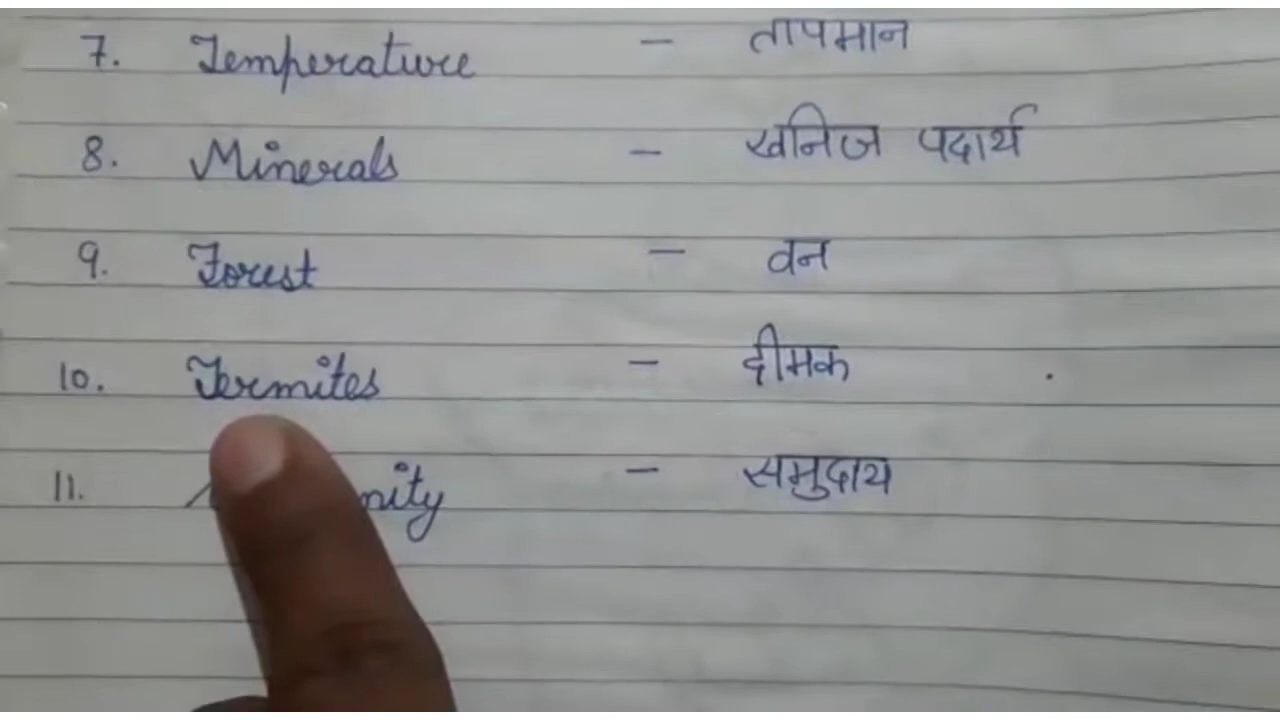 7. Temperature - तापमान
8. Minerals - खनिज पदार्थ
9. Forest - वन
10. Termites - दीमक
11. - समुदाय